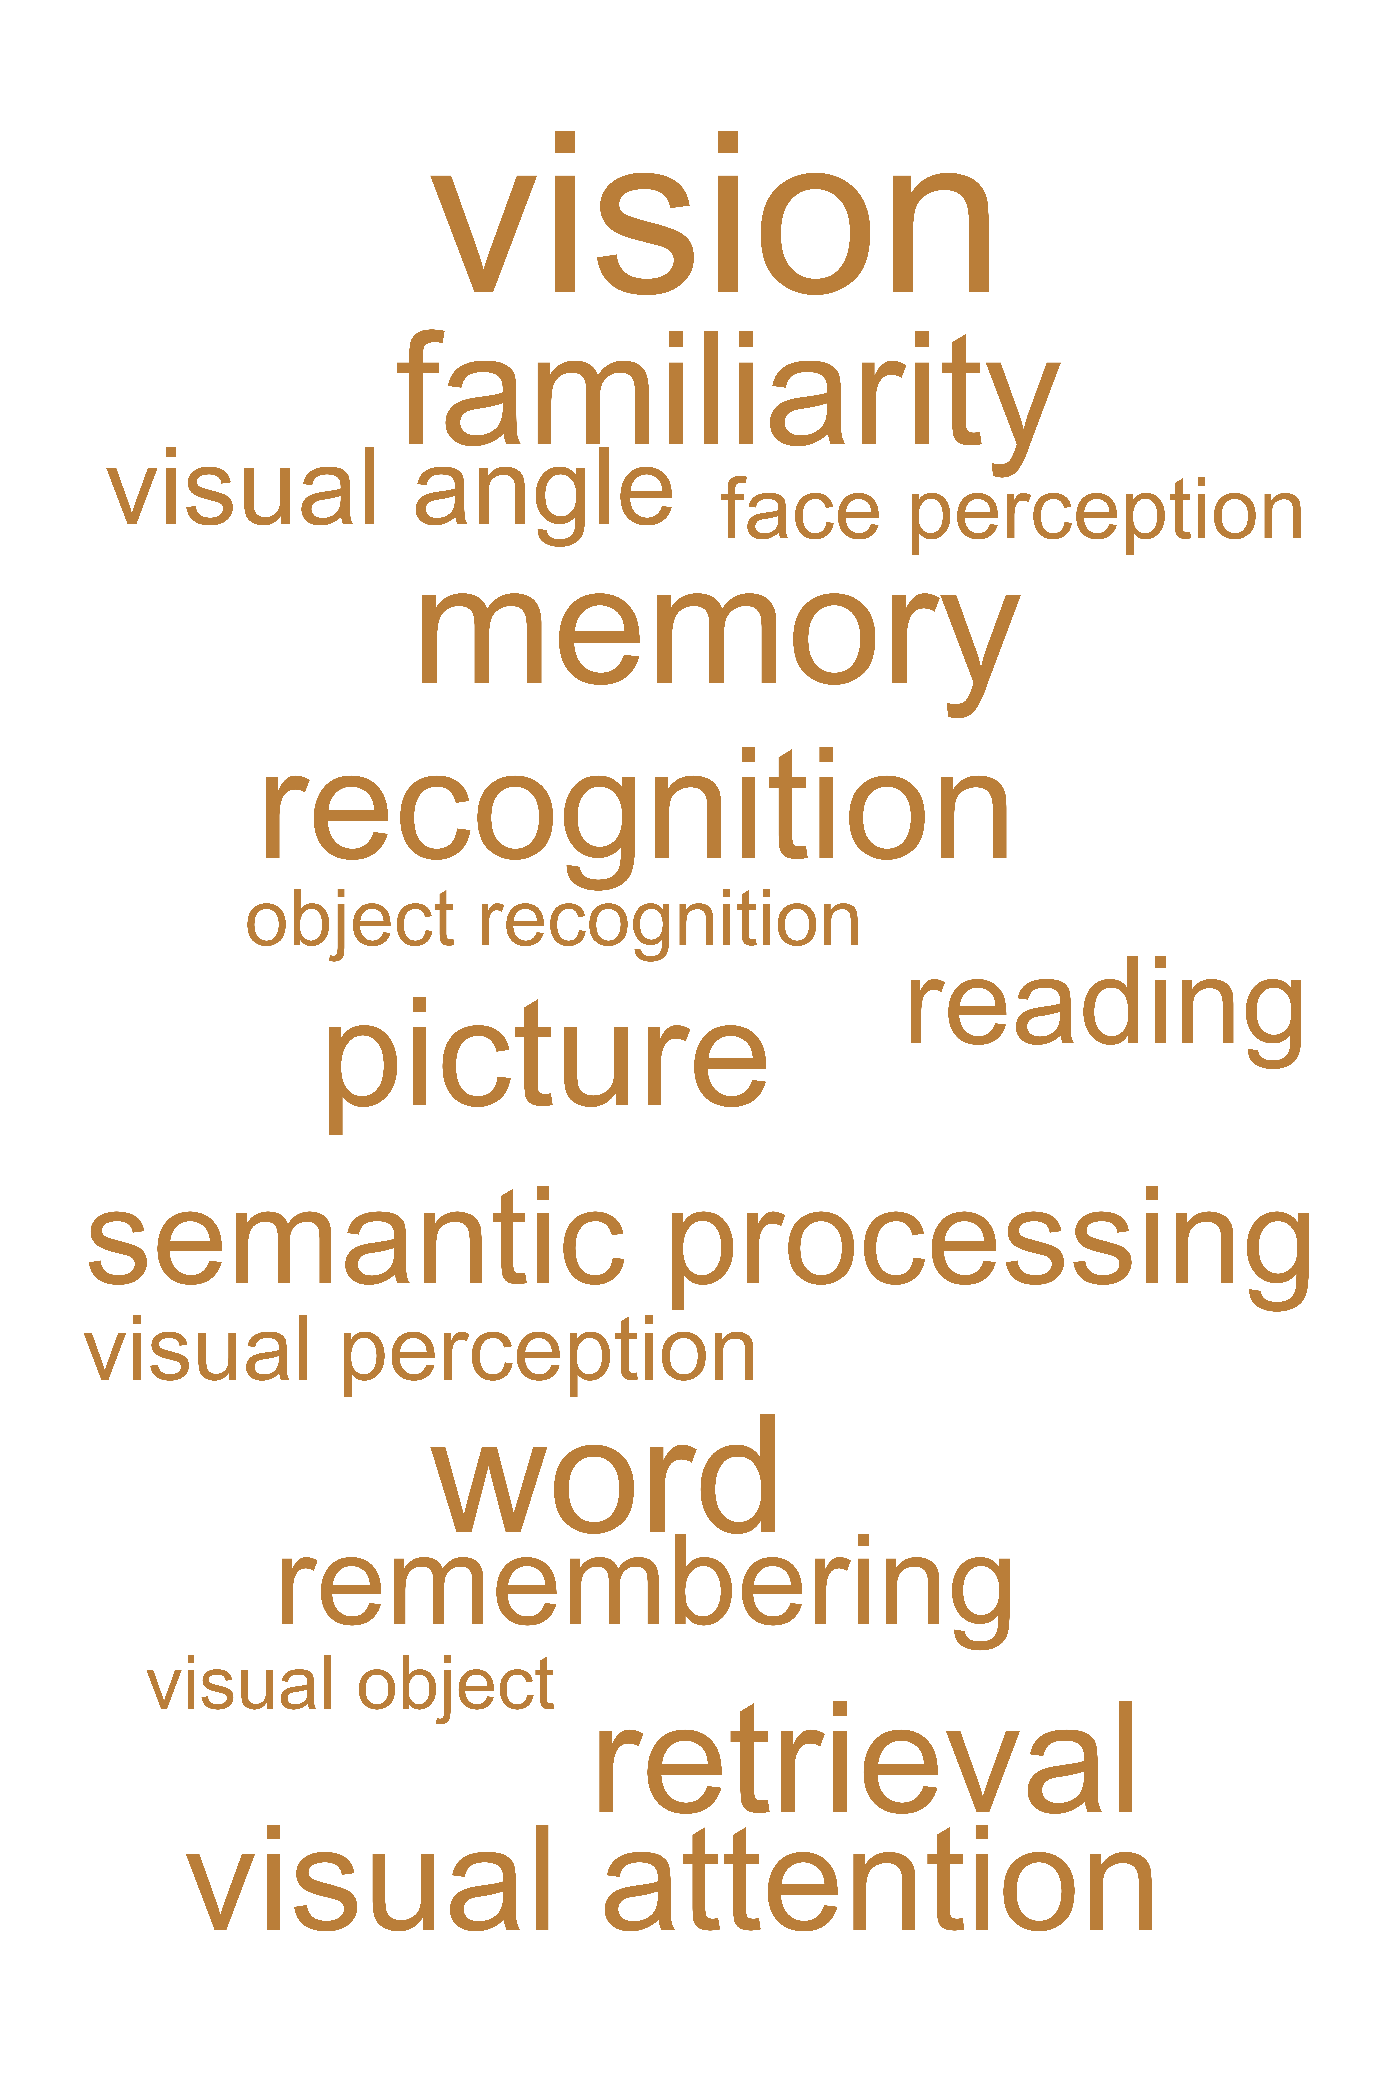 vision
familiarity
visual angle
face perception
memory
recognition
object recognition
reading
picture
semantic processing
visual perception
word
remembering
visual object
retrieval
visual attention